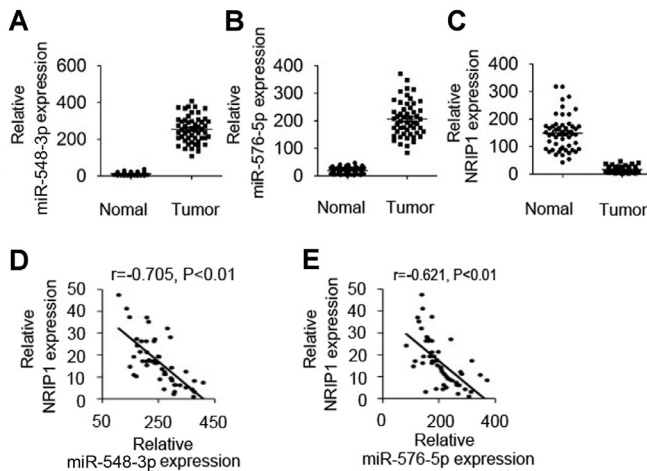 A
Relative
miR-548-3p expression
600
400
200
0
Nomal
Tumor
B
Relative
miR-576-5p expression
400
300
200
100
0
Nomal
Tumor
C
Relative
NRIP1 expression
400
300
200
100
0
Nomal
Tumor
D
r=-0.705, P<0.01
Relative
NRIP1 expression
50
40
30
20
10
0
50
250
450
Relative
miR-548-3p expression
E
r=-0.621, P<0.01
Relative
NRIP1 expression
50
40
30
20
10
0
0
200
400
Relative
miR-576-5p expression